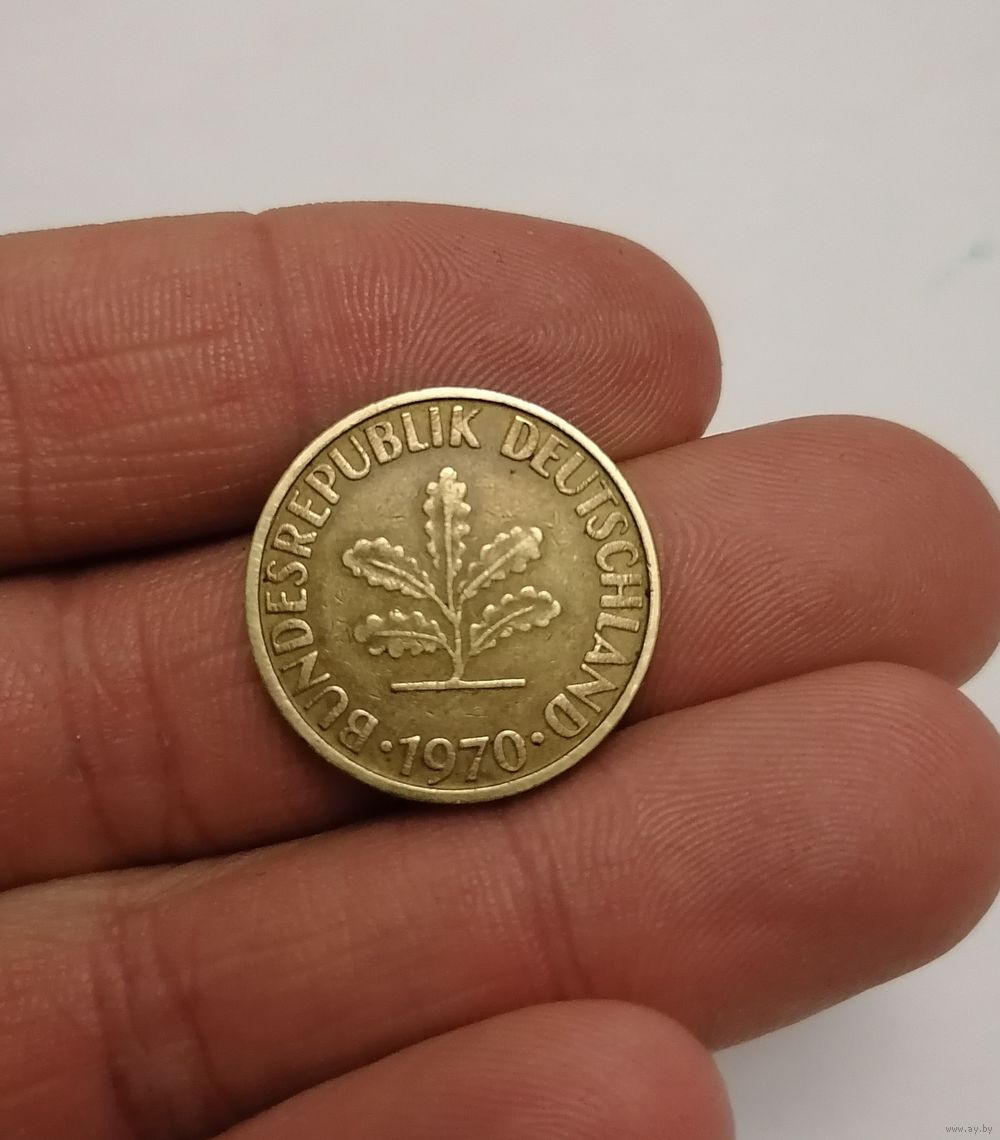 BUNDESREPUBLIK DEUTSCHLAND
· 1970 ·
www.ay.by